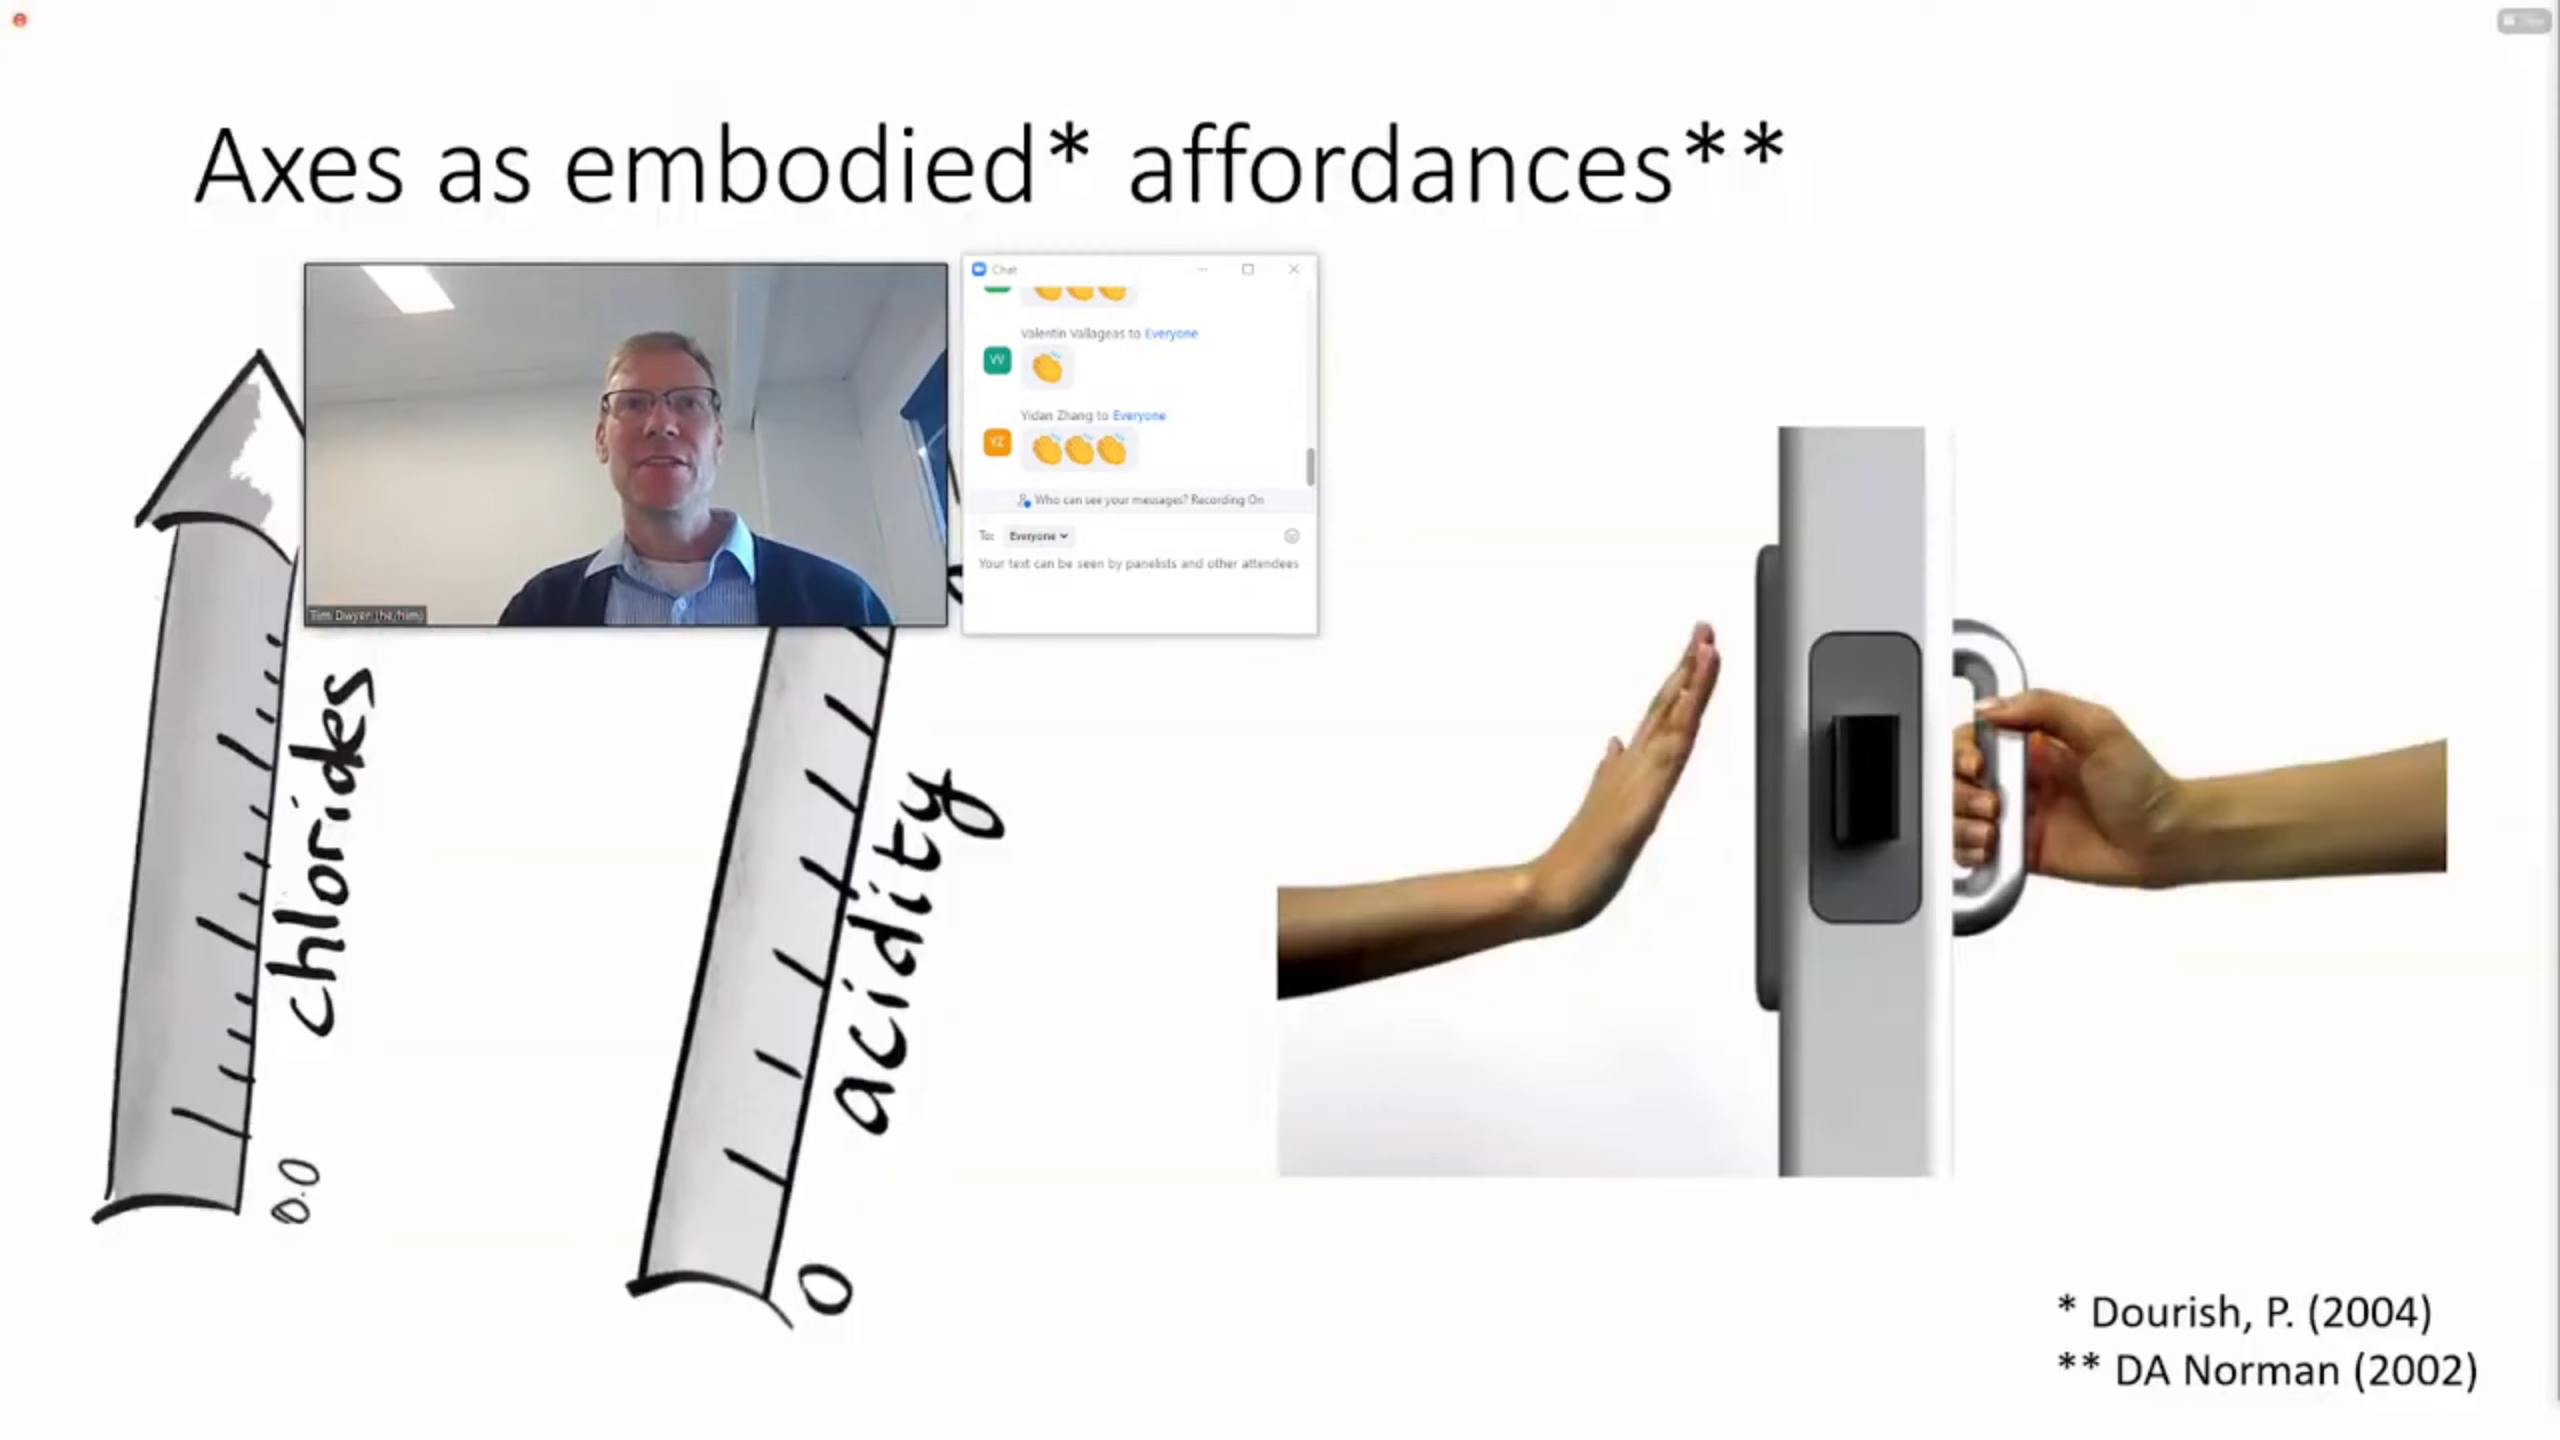 Axes as embodied* affordances**
Chat
Valentin Vallageas to Everyone
VV
Yidan Zhang to Everyone
YZ
Who can see your messages? Recording On
To: Everyone
Your text can be seen by panelists and other attendees
Tim Dwyer (he/him)
chlorides
0.0
acidity
0
* Dourish, P. (2004)
** DA Norman (2002)